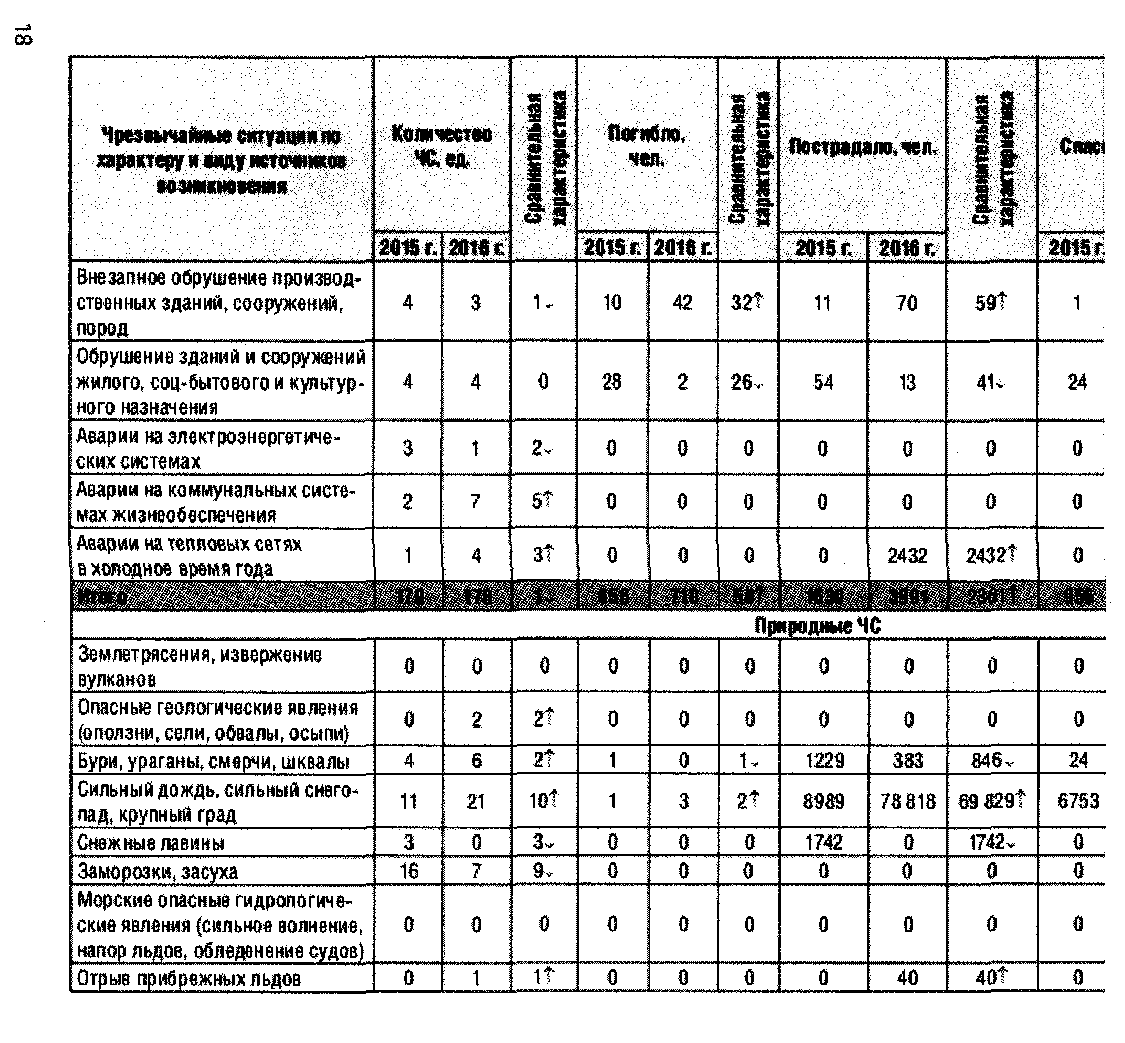 18
Чрезвычайные ситуации по характеру и виду источников возникновения | Количество ЧС, ед. | Сравнительная характеристика | Погибло, чел. | Сравнительная характеристика | Пострадало, чел. | Сравнительная характеристика
2015 г. 2016 г. 2015 г. 2016 г. 2015 г. 2016 г. 2015 г.
Внезапное обрушение производ-
ственных зданий, сооружений, 4 3 1↓ 10 42 32↑ 11 70 59↑ 1
пород
Обрушение зданий и сооружений
жилого, соц-бытового и культур- 4 4 0 28 2 26↓ 54 13 41↓ 24
ного назначения
Аварии на электроэнергетиче-
ских системах 3 1 2↓ 0 0 0 0 0 0 0
Аварии на коммунальных систе-
мах жизнеобеспечения 2 7 5↑ 0 0 0 0 0 0 0
Аварии на тепловых сетях
в холодное время года 1 4 3↑ 0 0 0 0 2432 2432↑ 0
Итого
Природные ЧС
Землетрясения, извержение
вулканов 0 0 0 0 0 0 0 0 0 0
Опасные геологические явления
(оползни, сели, обвалы, осыпи) 0 2 2↑ 0 0 0 0 0 0 0
Бури, ураганы, смерчи, шквалы 4 6 2↑ 1 0 1↓ 1229 383 846↓ 24
Сильный дождь, сильный снего-
пад, крупный град 11 21 10↑ 1 3 2↑ 8989 78 818 69 829↑ 6753
Снежные лавины 3 0 3↓ 0 0 0 1742 0 1742↓ 0
Заморозки, засуха 16 7 9↓ 0 0 0 0 0 0 0
Морские опасные гидрологиче-
ские явления (сильное волнение, 0 0 0 0 0 0 0 0 0 0
напор льдов, обледенение судов)
Отрыв прибрежных льдов 0 1 1↑ 0 0 0 0 40 40↑ 0